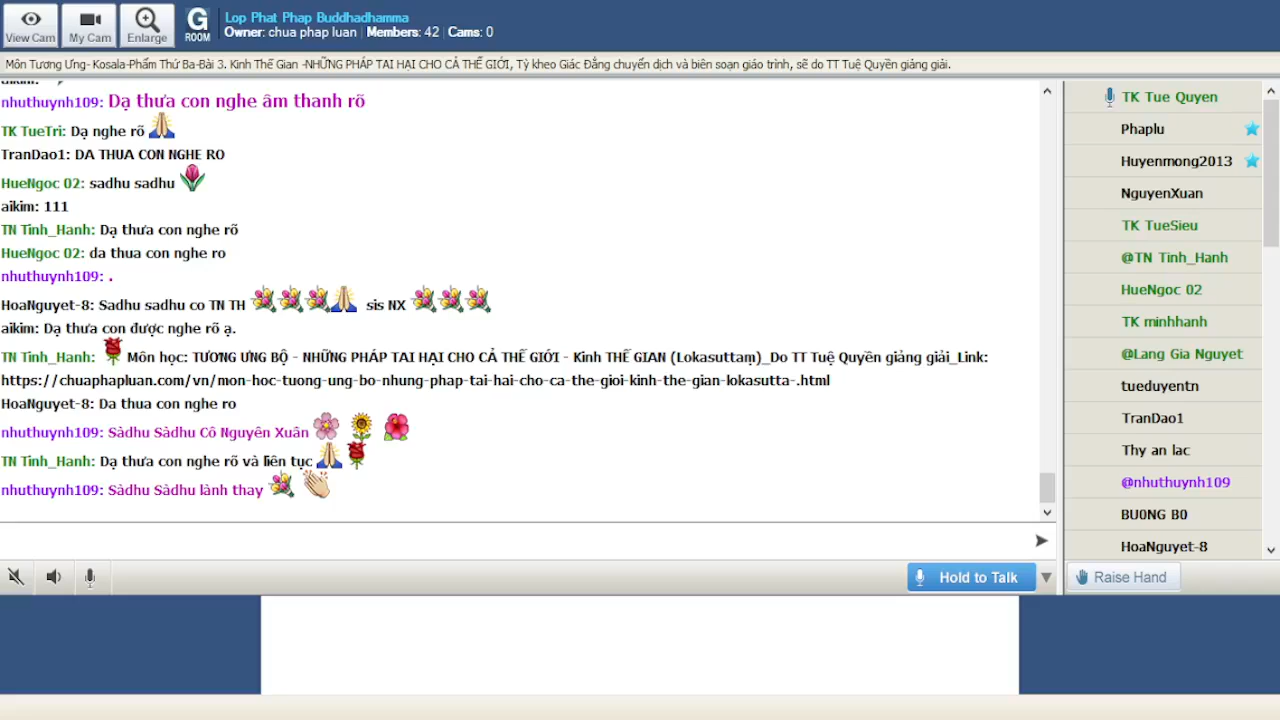 View Cam
My Cam
Enlarge
G
ROOM
Lop Phat Phap Buddhadhamma
Owner: chua phap luan | Members: 42 | Cams: 0
Môn Tương Ưng- Kosala-Phẩm Thứ Ba-Bài 3. Kinh Thế Gian -NHỮNG PHÁP TAI HẠI CHO CẢ THẾ GIỚI, Tỳ kheo Giác Đẳng chuyển dịch và biên soạn giáo trình, sẽ do TT Tuệ Quyền giảng giải.
nhuthuynh109: Dạ thưa con nghe âm thanh rõ
TK TueTri: Dạ nghe rõ
TranDao1: DA THUA CON NGHE RO
HueNgoc 02: sadhu sadhu
aikim: 111
TN Tinh_Hanh: Dạ thưa con nghe rõ
HueNgoc 02: da thua con nghe ro
nhuthuynh109: .
HoaNguyet-8: Sadhu sadhu co TN TH sis NX
aikim: Dạ thưa con được nghe rõ ạ.
TN Tinh_Hanh: Môn học: TƯƠNG ƯNG BỘ - NHỮNG PHÁP TAI HẠI CHO CẢ THẾ GIỚI - Kinh THẾ GIAN (Lokasuttaṃ)_Do TT Tuệ Quyền giảng giải_Link:
https://chuaphapluan.com/vn/mon-hoc-tuong-ung-bo-nhung-phap-tai-hai-cho-ca-the-gioi-kinh-the-gian-lokasutta-.html
HoaNguyet-8: Da thua con nghe ro
nhuthuynh109: Sàdhu Sàdhu Cô Nguyên Xuân
TN Tinh_Hanh: Dạ thưa con nghe rõ và liên tục
nhuthuynh109: Sàdhu Sàdhu lành thay
Hold to Talk
TK Tue Quyen
Phaplu
Huyenmong2013
NguyenXuan
TK TueSieu
@TN Tinh_Hanh
HueNgoc 02
TK minhhanh
@Lang Gia Nguyet
tueduyentn
TranDao1
Thy an lac
@nhuthuynh109
BU0NG B0
HoaNguyet-8
Raise Hand